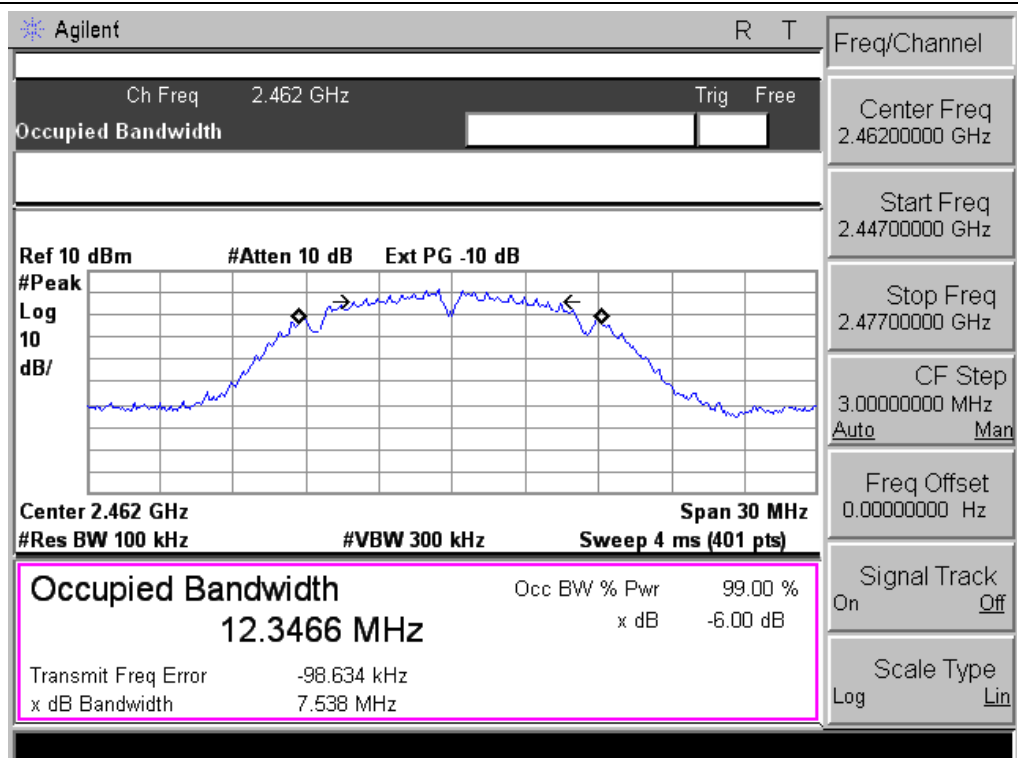 Agilent R T
Freq/Channel
Ch Freq 2.462 GHz Trig Free
Occupied Bandwidth
Center Freq
2.46200000 GHz
Start Freq
2.44700000 GHz
Ref 10 dBm #Atten 10 dB Ext PG -10 dB
#Peak
Log
10
dB/
Stop Freq
2.47700000 GHz
CF Step
3.00000000 MHz
Auto Man
Center 2.462 GHz Span 30 MHz
#Res BW 100 kHz #VBW 300 kHz Sweep 4 ms (401 pts)
Freq Offset
0.00000000 Hz
Occupied Bandwidth Occ BW % Pwr 99.00 %
12.3466 MHz x dB -6.00 dB
Transmit Freq Error -98.634 kHz
x dB Bandwidth 7.538 MHz
Signal Track
On Off
Scale Type
Log Lin